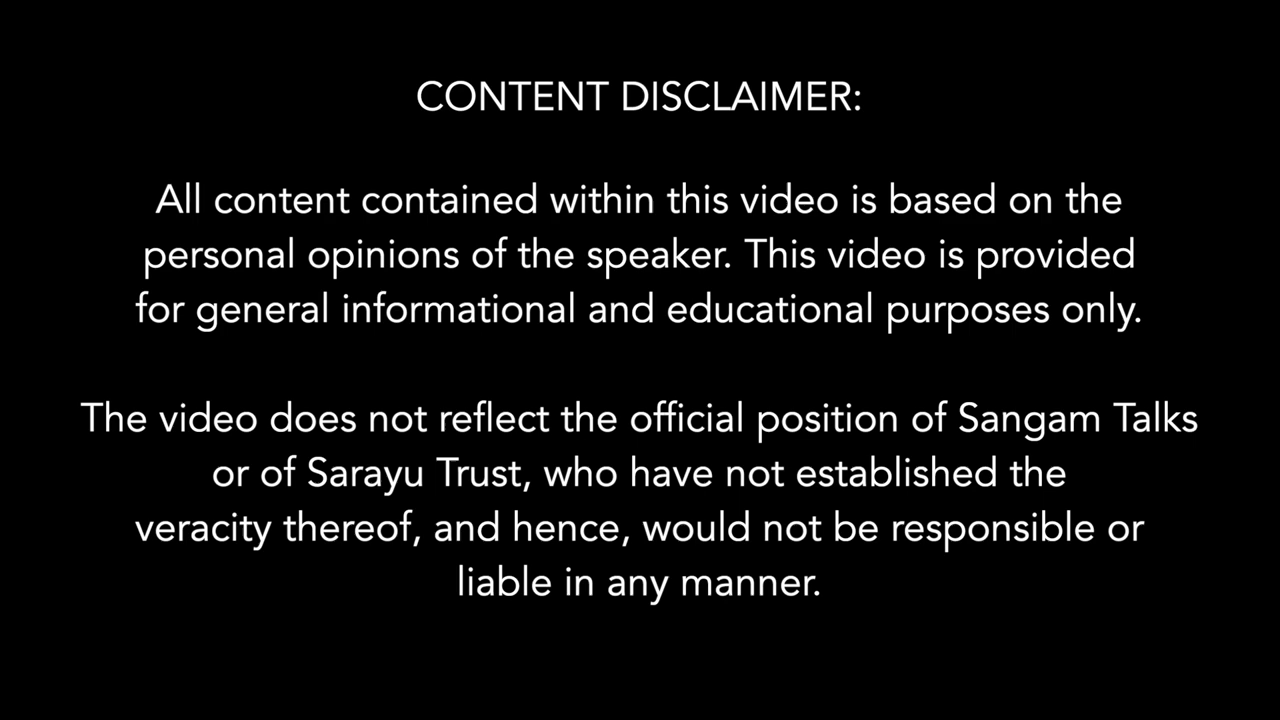 CONTENT DISCLAIMER:
All content contained within this video is based on the
personal opinions of the speaker. This video is provided
for general informational and educational purposes only.
The video does not reflect the official position of Sangam Talks
or of Sarayu Trust, who have not established the
veracity thereof, and hence, would not be responsible or
liable in any manner.